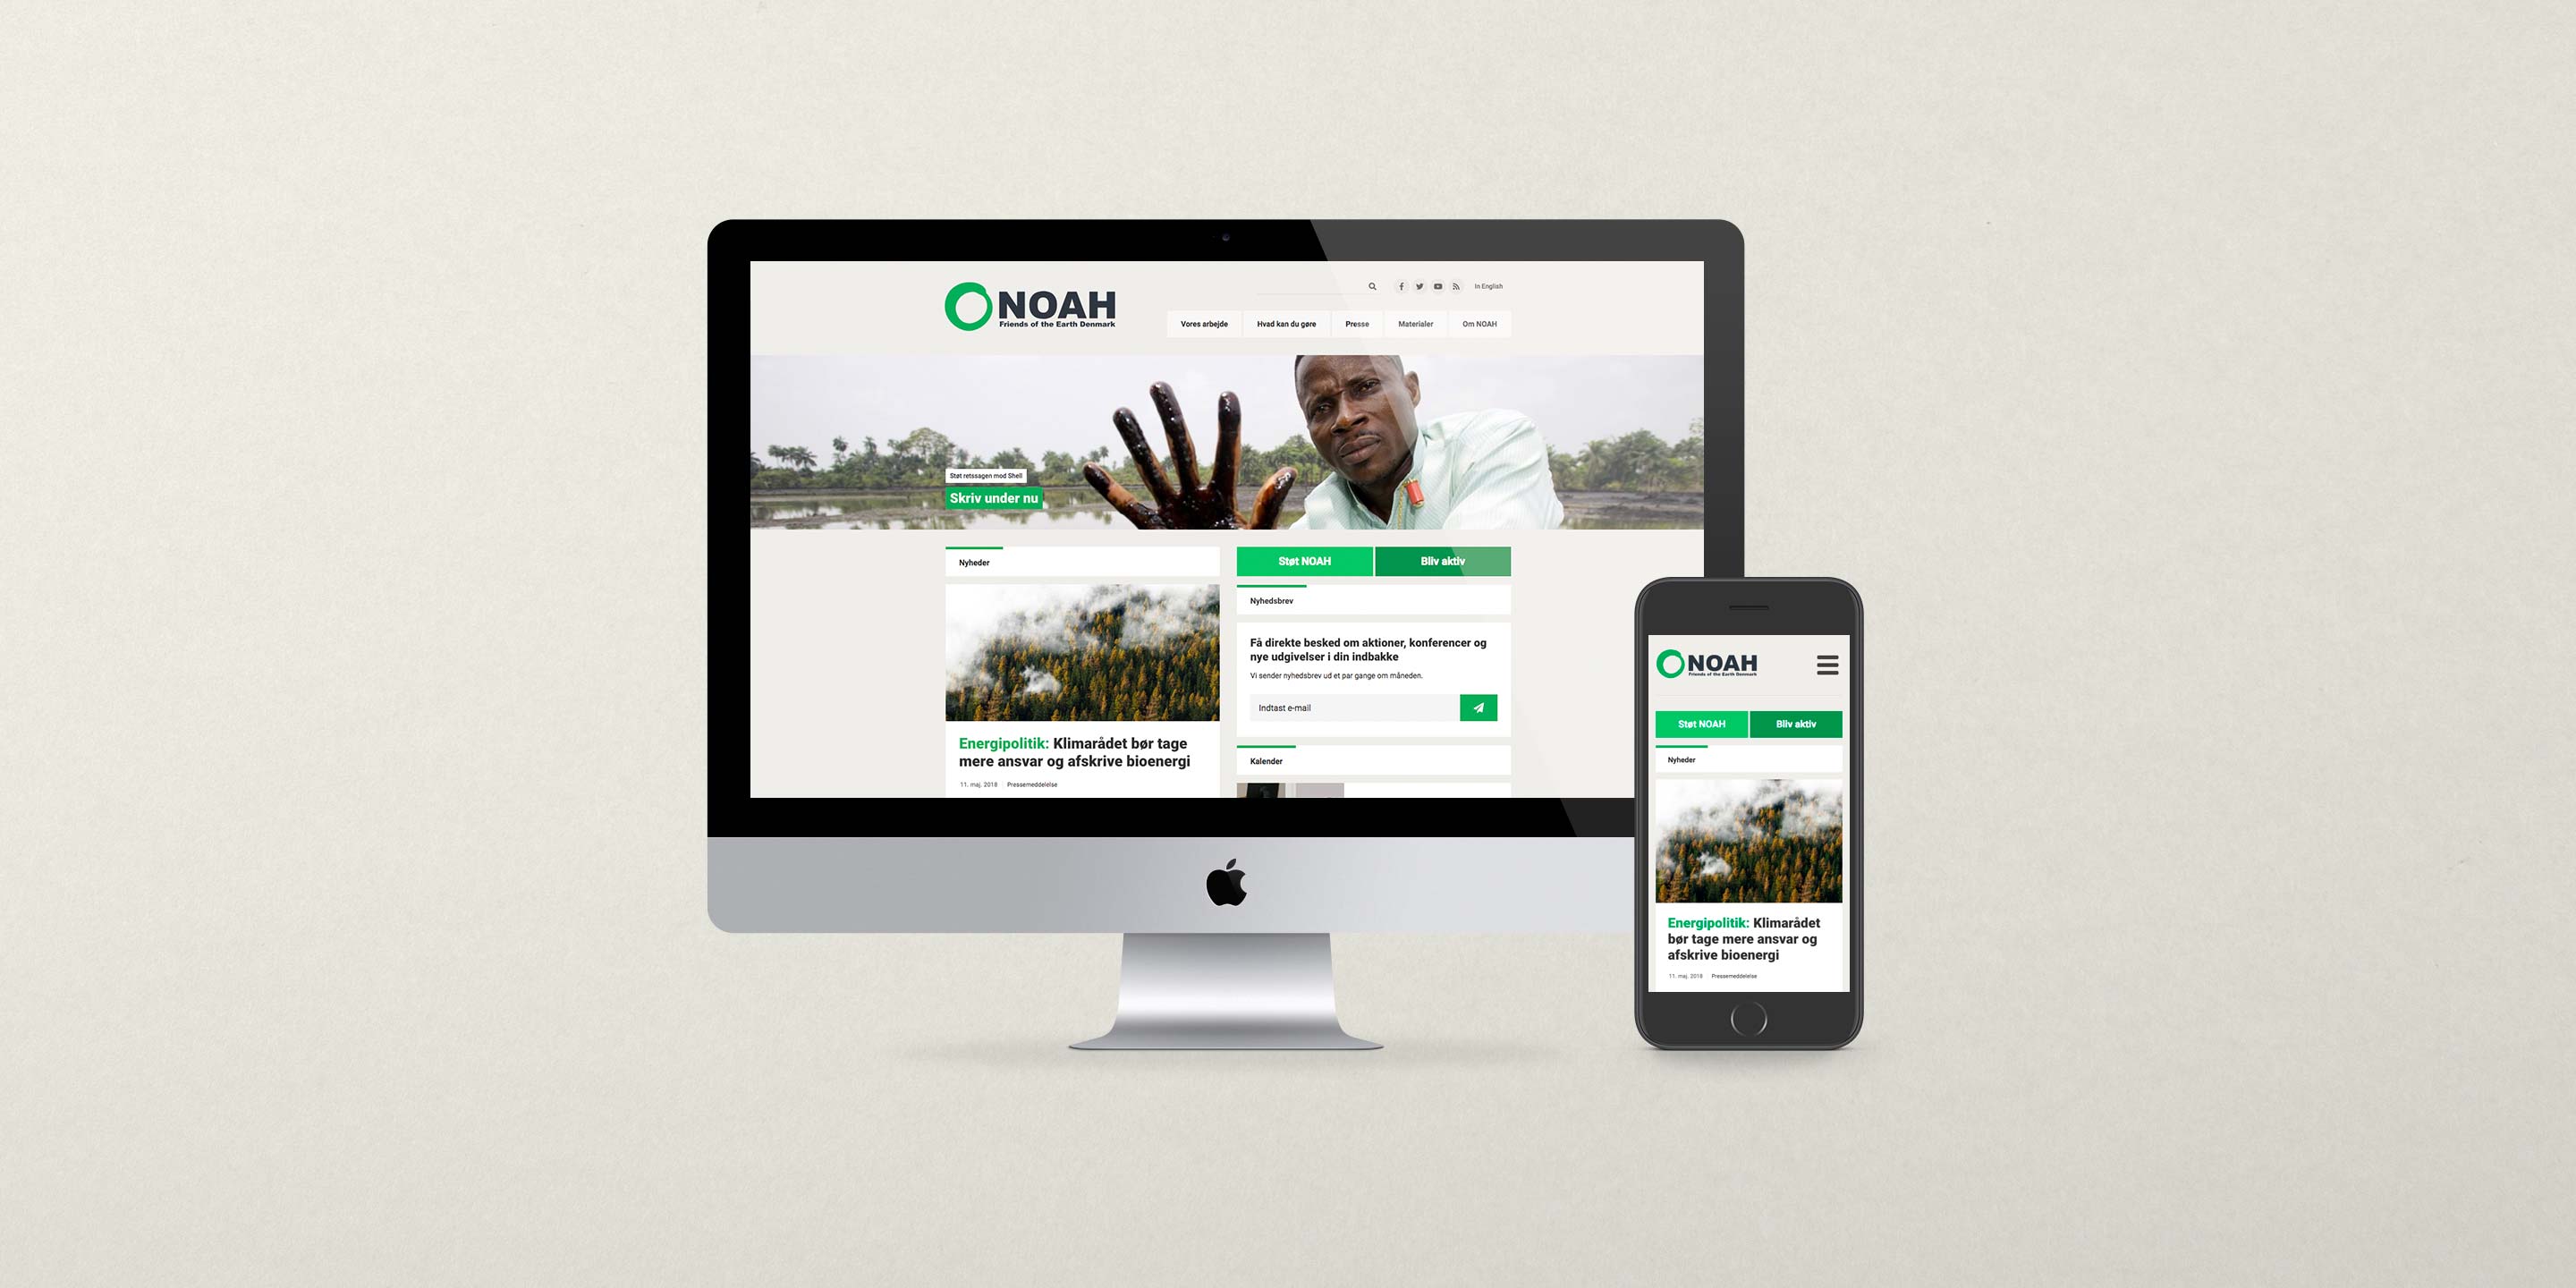 NOAH
Friends of the Earth Denmark
In English
Vores arbejde
Hvad kan du gøre
Presse
Materialer
Om NOAH
Støt retssagen mod Shell
Skriv under nu
Nyheder
Energipolitik: Klimarådet bør tage
mere ansvar og afskrive bioenergi
11. maj, 2018 Pressemeddelelse
Støt NOAH
Bliv aktiv
Nyhedsbrev
Få direkte besked om aktioner, konferencer og
nye udgivelser i din indbakke
Vi sender nyhedsbrev ud et par gange om måneden.
Indtast e-mail
Kalender
NOAH
Friends of the Earth Denmark
Støt NOAH
Bliv aktiv
Nyheder
Energipolitik: Klimarådet
bør tage mere ansvar og
afskrive bioenergi
11. maj, 2018 Pressemeddelelse